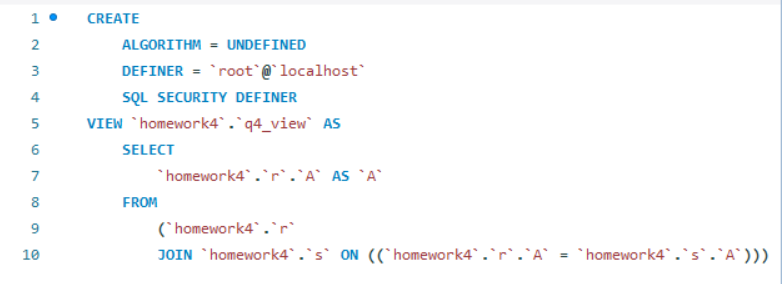 1 CREATE
2 ALGORITHM = UNDEFINED
3 DEFINER = `root`@`localhost`
4 SQL SECURITY DEFINER
5 VIEW `homework4`.`q4_view` AS
6 SELECT
7 `homework4`.`r`.`A` AS `A`
8 FROM
9 (`homework4`.`r`
10 JOIN `homework4`.`s` ON ((`homework4`.`r`.`A` = `homework4`.`s`.`A`)))